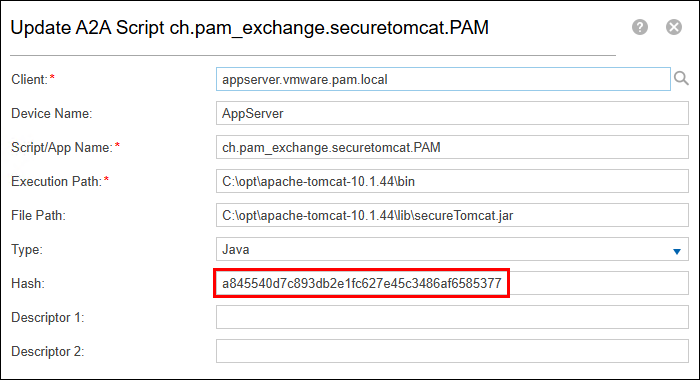 Update A2A Script ch.pam_exchange.securetomcat.PAM
Client:* appserver.vmware.pam.local
Device Name: AppServer
Script/App Name:* ch.pam_exchange.securetomcat.PAM
Execution Path:* C:\opt\apache-tomcat-10.1.44\bin
File Path: C:\opt\apache-tomcat-10.1.44\lib\secureTomcat.jar
Type: Java
Hash: a845540d7c893db2e1fc627e45c3486af6585377
Descriptor 1:
Descriptor 2: